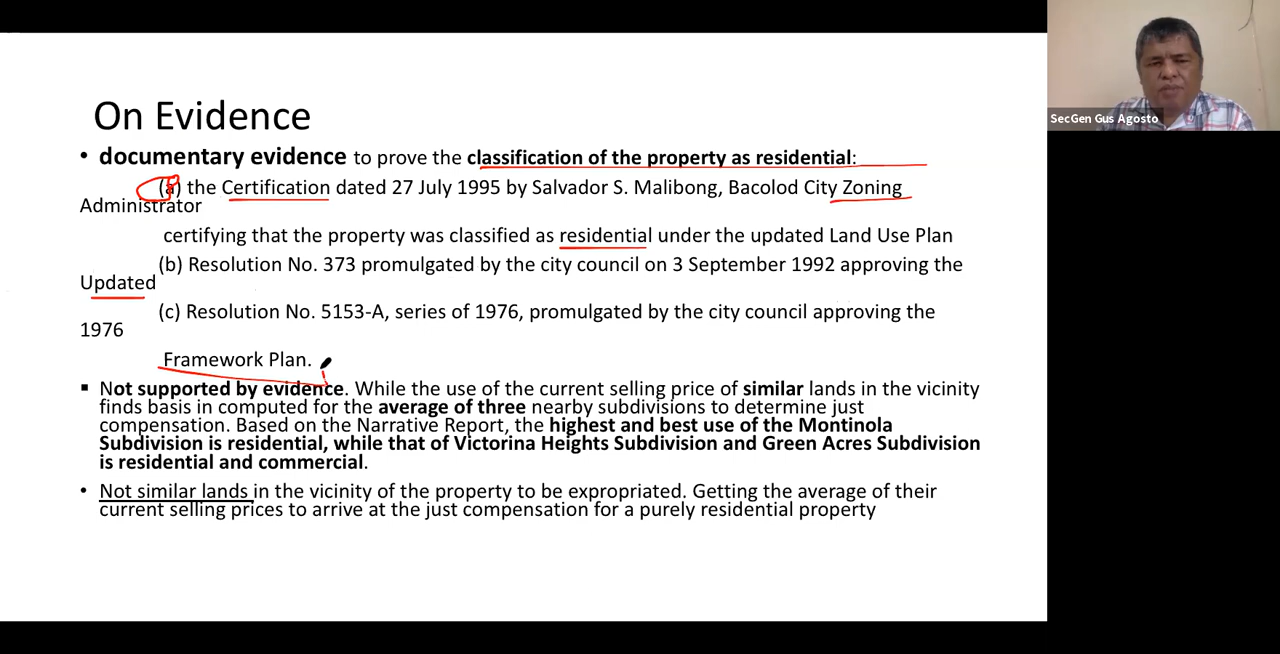 On Evidence
• documentary evidence to prove the classification of the property as residential:
(a) the Certification dated 27 July 1995 by Salvador S. Malibong, Bacolod City Zoning
Administrator
certifying that the property was classified as residential under the updated Land Use Plan
(b) Resolution No. 373 promulgated by the city council on 3 September 1992 approving the
Updated
(c) Resolution No. 5153-A, series of 1976, promulgated by the city council approving the
1976
Framework Plan.
▪ Not supported by evidence. While the use of the current selling price of similar lands in the vicinity
finds basis in computed for the average of three nearby subdivisions to determine just
compensation. Based on the Narrative Report, the highest and best use of the Montinola
Subdivision is residential, while that of Victorina Heights Subdivision and Green Acres Subdivision
is residential and commercial.
• Not similar lands in the vicinity of the property to be expropriated. Getting the average of their
current selling prices to arrive at the just compensation for a purely residential property
SecGen Gus Agosto